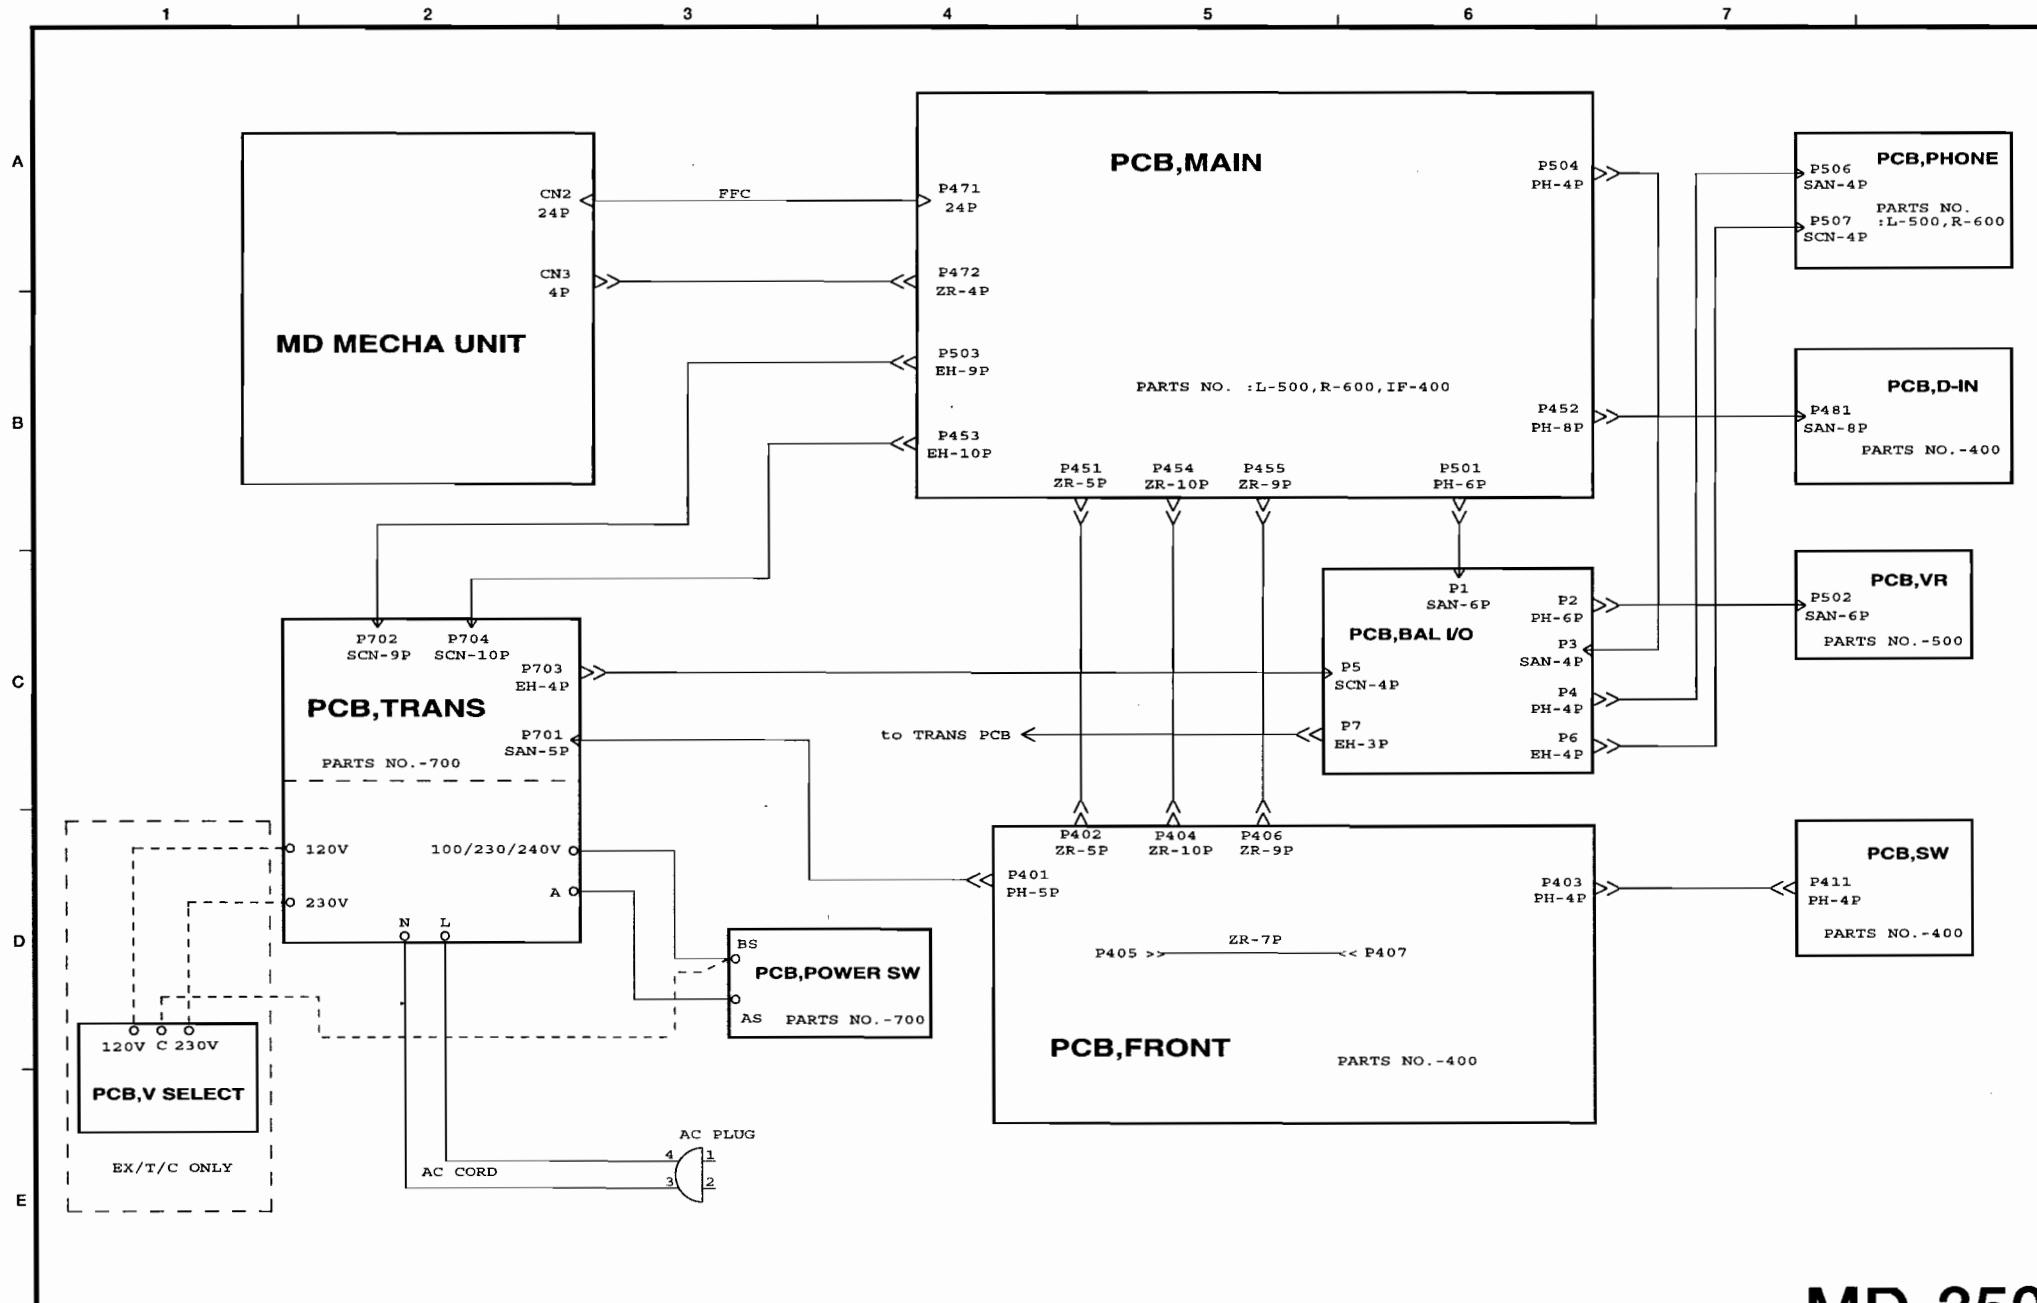 1 2 3 4 5 6 7
A
B
C
D
E
MD MECHA UNIT
CN2
24P
CN3
4P
FFC
PCB,MAIN
P471
24P
P472
ZR-4P
P503
EH-9P
P453
EH-10P
PARTS NO. :L-500,R-600,IF-400
P504
PH-4P
P452
PH-8P
P451
ZR-5P
P454
ZR-10P
P455
ZR-9P
P501
PH-6P
PCB,PHONE
P506
SAN-4P
PARTS NO.
:L-500,R-600
P507
SCN-4P
PCB,D-IN
P481
SAN-8P
PARTS NO.-400
PCB,VR
P502
SAN-6P
PARTS NO.-500
PCB,BAL I/O
P1
SAN-6P
P2
PH-6P
P3
SAN-4P
P4
PH-4P
P6
EH-4P
P5
SCN-4P
P7
EH-3P
to TRANS PCB
PCB,TRANS
P702
SCN-9P
P704
SCN-10P
P703
EH-4P
P701
SAN-5P
PARTS NO.-700
120V
230V
100/230/240V
A
N L
PCB,POWER SW
BS
AS
PARTS NO.-700
120V C 230V
PCB,V SELECT
EX/T/C ONLY
AC PLUG
AC CORD
4 1
3 2
PCB,FRONT
P402
ZR-5P
P404
ZR-10P
P406
ZR-9P
P401
PH-5P
P403
PH-4P
ZR-7P
P405 >> << P407
PARTS NO.-400
PCB,SW
P411
PH-4P
PARTS NO.-400